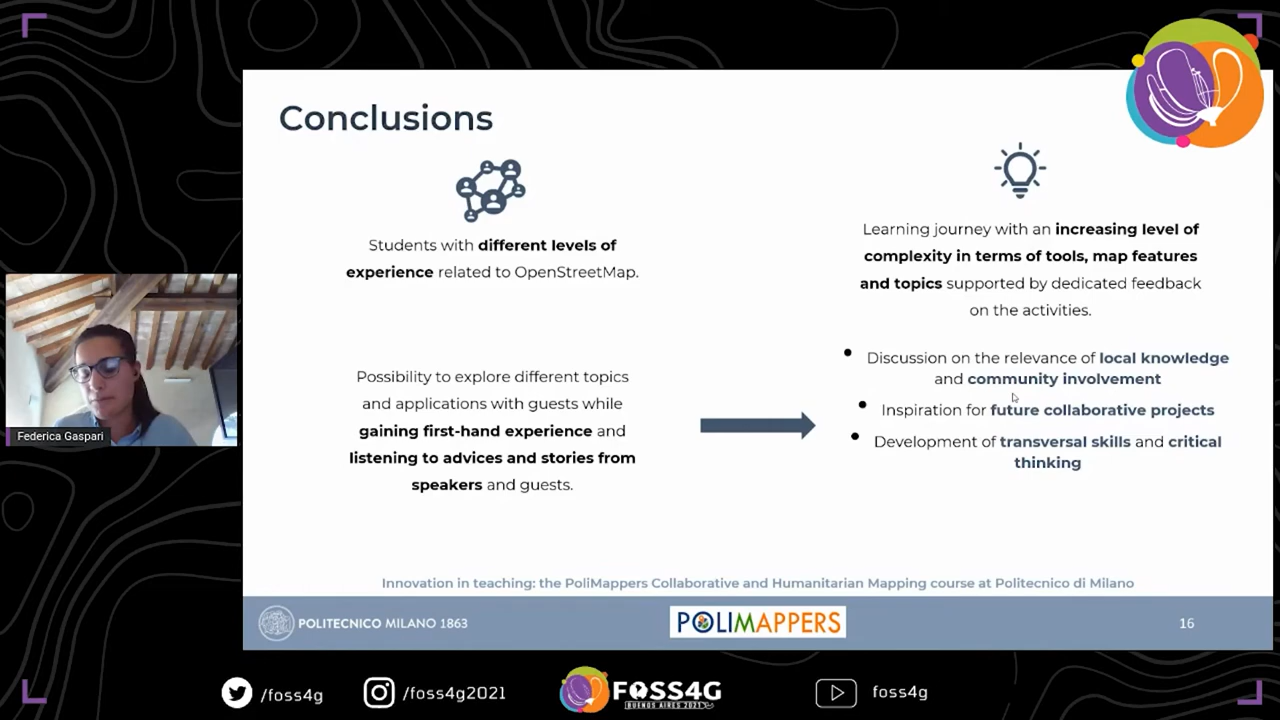 Conclusions
Students with different levels of
experience related to OpenStreetMap.
Possibility to explore different topics
and applications with guests while
gaining first-hand experience and
listening to advices and stories from
speakers and guests.
Learning journey with an increasing level of
complexity in terms of tools, map features
and topics supported by dedicated feedback
on the activities.
• Discussion on the relevance of local knowledge
and community involvement
• Inspiration for future collaborative projects
• Development of transversal skills and critical
thinking
Federica Gaspari
Innovation in teaching: the PoliMappers Collaborative and Humanitarian Mapping course at Politecnico di Milano
POLITECNICO MILANO 1863
POLIMAPPERS
16
/foss4g
/foss4g2021
FOSS4G
BUENOS AIRES 2021
foss4g